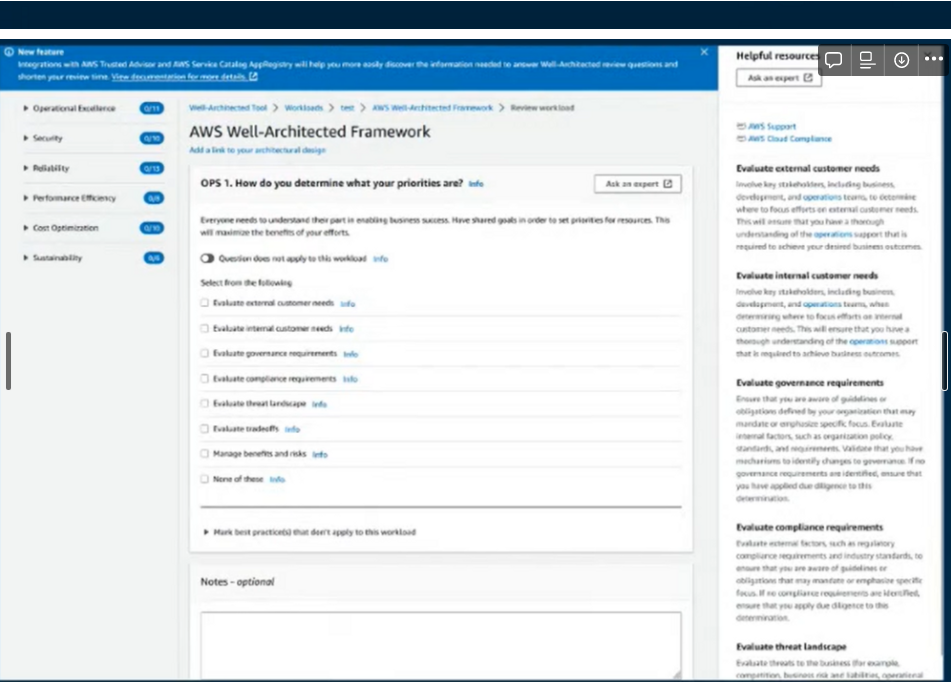 New feature
Integrations with AWS Trusted Advisor and AWS Service Catalog AppRegistry will help you more easily discover the information needed to answer Well-Architected review questions and
shorten your review time. View documentation for more details.
Operational Excellence 0/11
Security 0/10
Reliability 0/13
Performance Efficiency 0/8
Cost Optimization 0/10
Sustainability 0/6
Well-Architected Tool > Workloads > test > AWS Well-Architected Framework > Review workload
AWS Well-Architected Framework
Add a link to your architectural design
OPS 1. How do you determine what your priorities are? Info
Ask an expert
Everyone needs to understand their part in enabling business success. Have shared goals in order to set priorities for resources. This
will maximize the benefits of your efforts.
Question does not apply to this workload Info
Select from the following
Evaluate external customer needs Info
Evaluate internal customer needs Info
Evaluate governance requirements Info
Evaluate compliance requirements Info
Evaluate threat landscape Info
Evaluate tradeoffs Info
Manage benefits and risks Info
None of these Info
Mark best practice(s) that don't apply to this workload
Notes - optional
Helpful resources
Ask an expert
AWS Support
AWS Cloud Compliance
Evaluate external customer needs
Involve key stakeholders, including business,
development, and operations teams, to determine
where to focus efforts on external customer needs.
This will ensure that you have a thorough
understanding of the operations support that is
required to achieve your desired business outcomes.
Evaluate internal customer needs
Involve key stakeholders, including business,
development, and operations teams, when
determining where to focus efforts on internal
customer needs. This will ensure that you have a
thorough understanding of the operations support
that is required to achieve business outcomes.
Evaluate governance requirements
Ensure that you are aware of guidelines or
obligations defined by your organization that may
mandate or emphasize specific focus. Evaluate
internal factors, such as organization policy,
standards, and requirements. Validate that you have
mechanisms to identify changes to governance. If no
governance requirements are identified, ensure that
you have applied due diligence to this
determination.
Evaluate compliance requirements
Evaluate external factors, such as regulatory
compliance requirements and industry standards, to
ensure that you are aware of guidelines or
obligations that may mandate or emphasize specific
focus. If no compliance requirements are identified,
ensure that you apply due diligence to this
determination.
Evaluate threat landscape
Evaluate threats to the business (for example,
competition, business risk and liabilities, operational